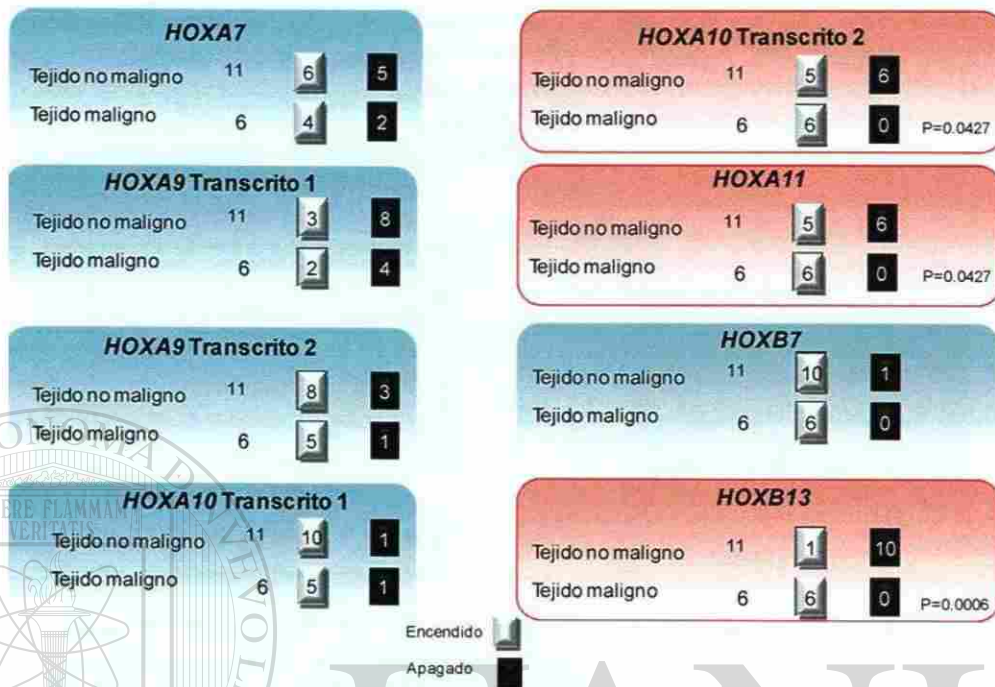 HOXA7
Tejido no maligno 11 6 5
Tejido maligno 6 4 2
HOXA9 Transcrito 1
Tejido no maligno 11 3 8
Tejido maligno 6 2 4
HOXA9 Transcrito 2
Tejido no maligno 11 8 3
Tejido maligno 6 5 1
HOXA10 Transcrito 1
Tejido no maligno 11 10 1
Tejido maligno 6 5 1
HOXA10 Transcrito 2
Tejido no maligno 11 5 6
Tejido maligno 6 6 0 P=0.0427
HOXA11
Tejido no maligno 11 5 6
Tejido maligno 6 6 0 P=0.0427
HOXB7
Tejido no maligno 11 10 1
Tejido maligno 6 6 0
HOXB13
Tejido no maligno 11 1 10
Tejido maligno 6 6 0 P=0.0006
Encendido
Apagado